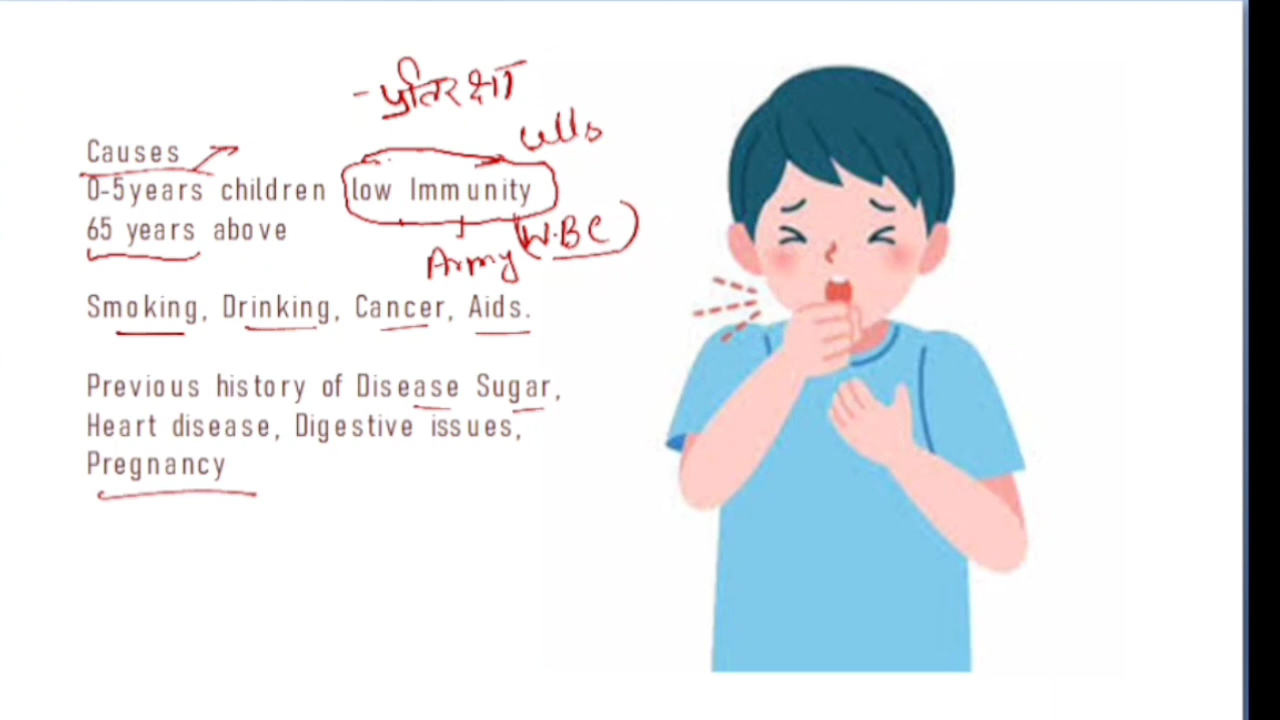 -प्रतिरक्षा
cells
Causes
0-5years children low Immunity
65 years above
(W.BC)
Army
Smoking, Drinking, Cancer, Aids.
Previous history of Disease Sugar,
Heart disease, Digestive issues,
Pregnancy